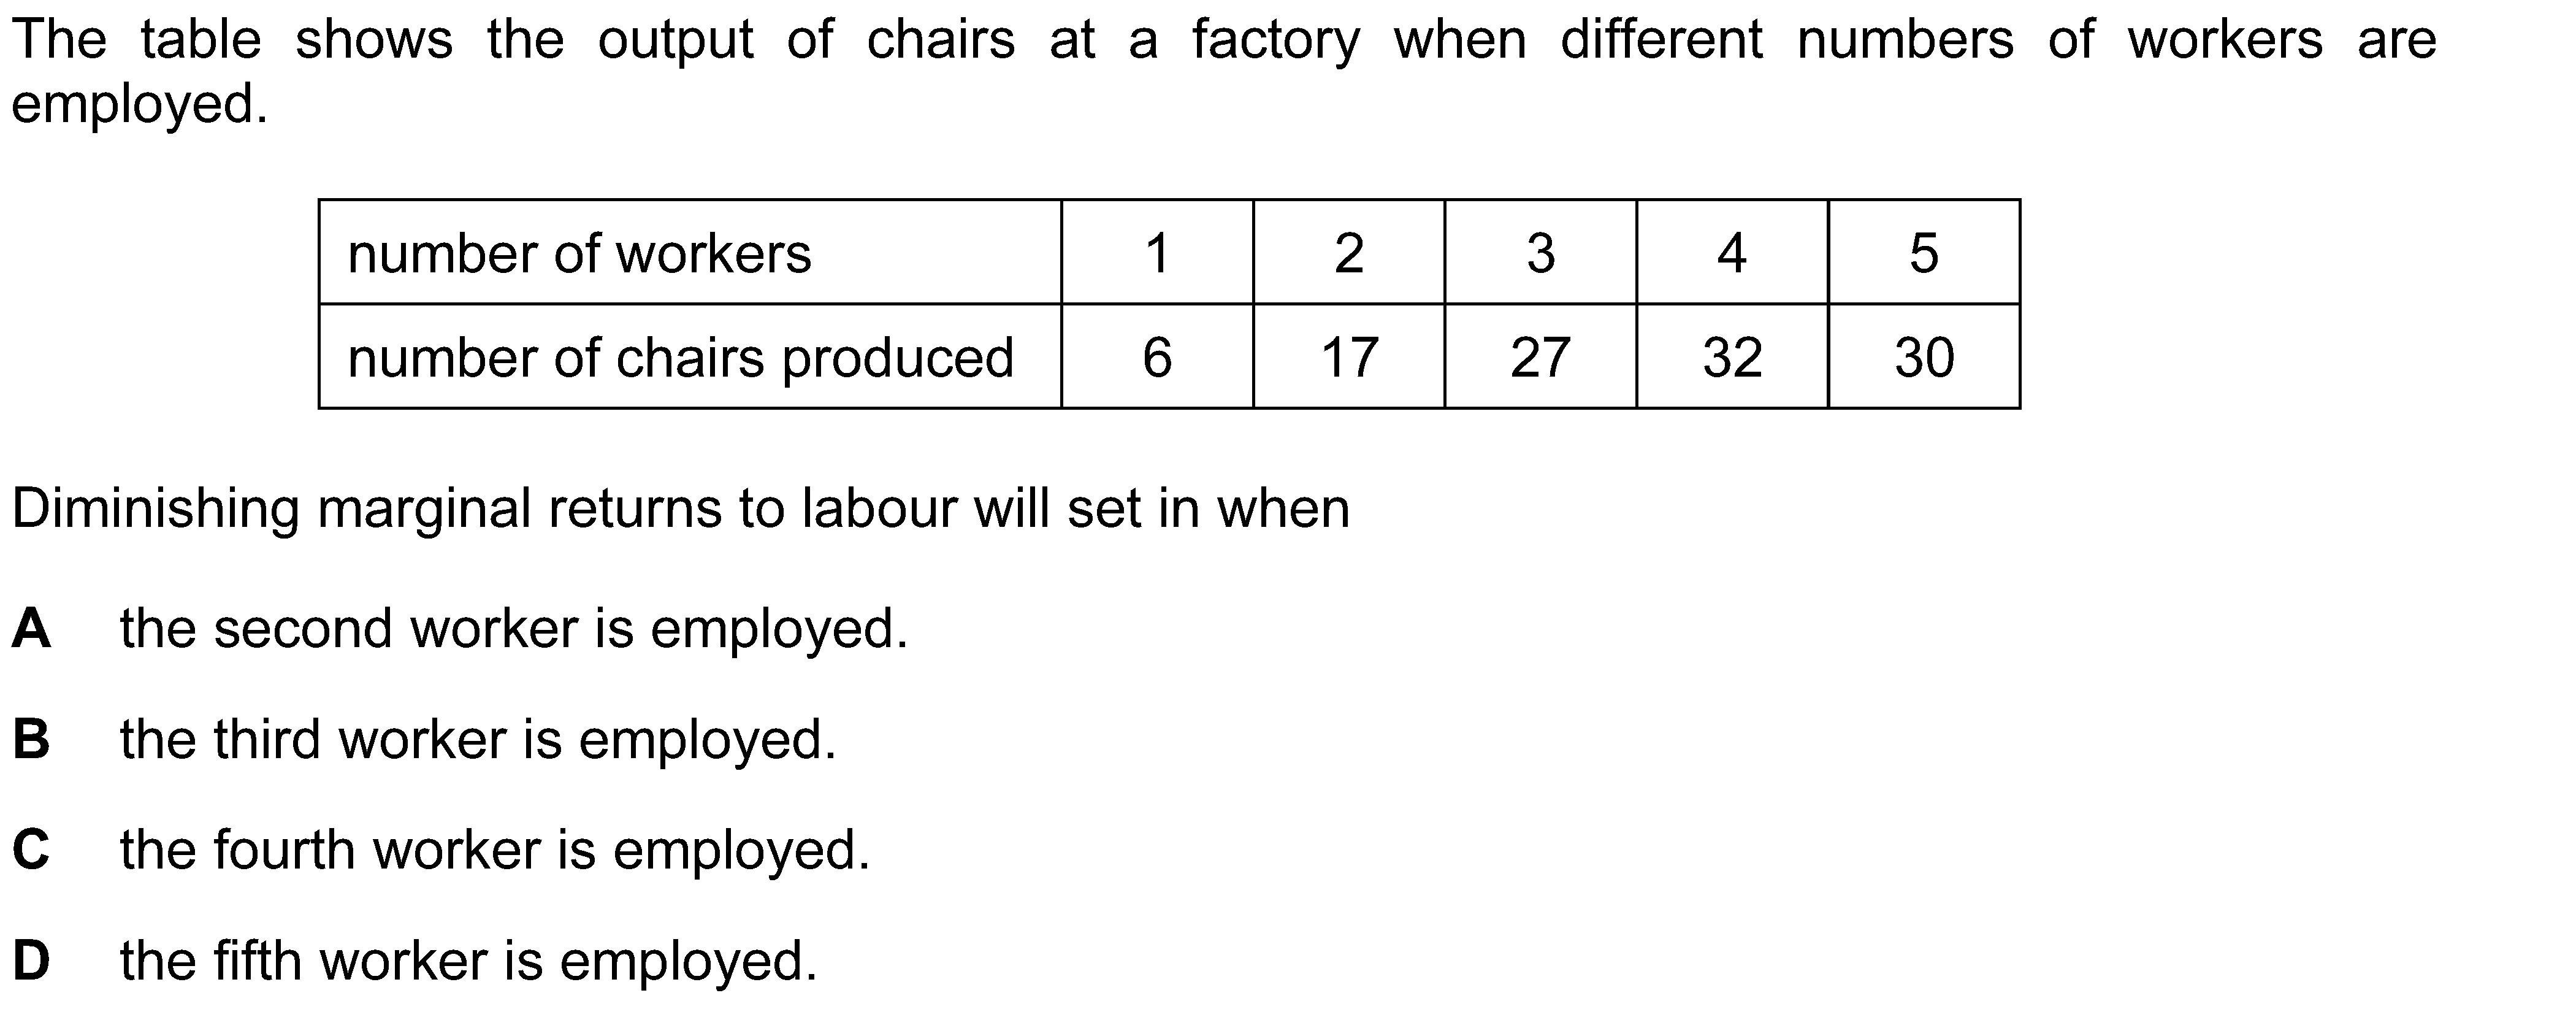 The table shows the output of chairs at a factory when different numbers of workers are
employed.
number of workers 1 2 3 4 5
number of chairs produced 6 17 27 32 30
Diminishing marginal returns to labour will set in when
A the second worker is employed.
B the third worker is employed.
C the fourth worker is employed.
D the fifth worker is employed.